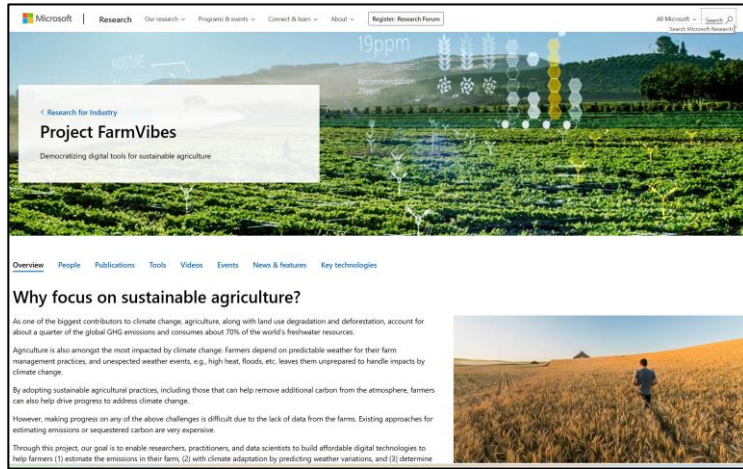 Microsoft | Research Our research Programs & events Connect & learn About Register: Research Forum All Microsoft Search
Search Microsoft Research
19ppm
MOISTURE
Recommendation:
25ppm
< Research for Industry
Project FarmVibes
Democratizing digital tools for sustainable agriculture
Overview People Publications Tools Videos Events News & features Key technologies
Why focus on sustainable agriculture?
As one of the biggest contributors to climate change, agriculture, along with land use degradation and deforestation, account for
about a quarter of the global GHG emissions and consumes about 70% of the world's freshwater resources.
Agriculture is also amongst the most impacted by climate change. Farmers depend on predictable weather for their farm
management practices, and unexpected weather events, e.g., high heat, floods, etc. leaves them unprepared to handle impacts by
climate change.
By adopting sustainable agricultural practices, including those that can help remove additional carbon from the atmosphere, farmers
can also help drive progress to address climate change.
However, making progress on any of the above challenges is difficult due to the lack of data from the farms. Existing approaches for
estimating emissions or sequestered carbon are very expensive.
Through this project, our goal is to enable researchers, practitioners, and data scientists to build affordable digital technologies to
help farmers (1) estimate the emissions in their farm, (2) with climate adaptation by predicting weather variations, and (3) determine